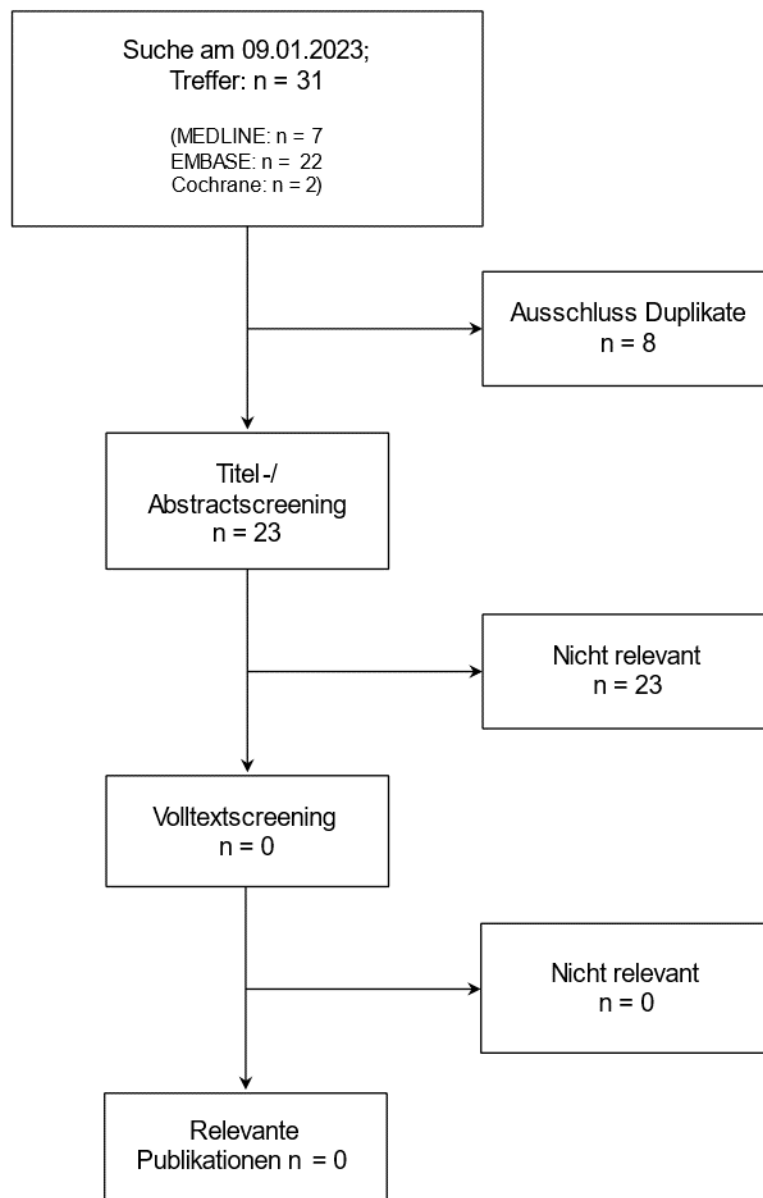 Suche am 09.01.2023;
Treffer: n = 31
(MEDLINE: n = 7
EMBASE: n = 22
Cochrane: n = 2)
Ausschluss Duplikate
n = 8
Titel-/
Abstractscreening
n = 23
Nicht relevant
n = 23
Volltextscreening
n = 0
Nicht relevant
n = 0
Relevante
Publikationen n = 0